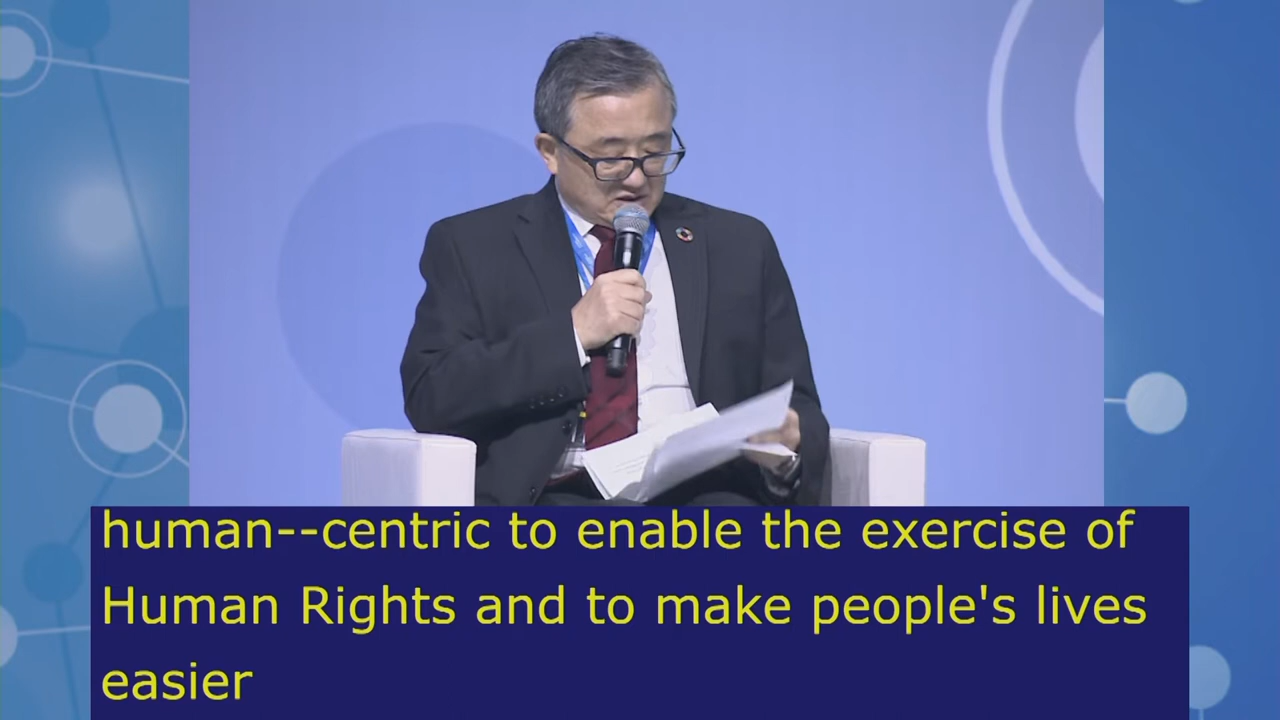 human--centric to enable the exercise of
Human Rights and to make people's lives
easier